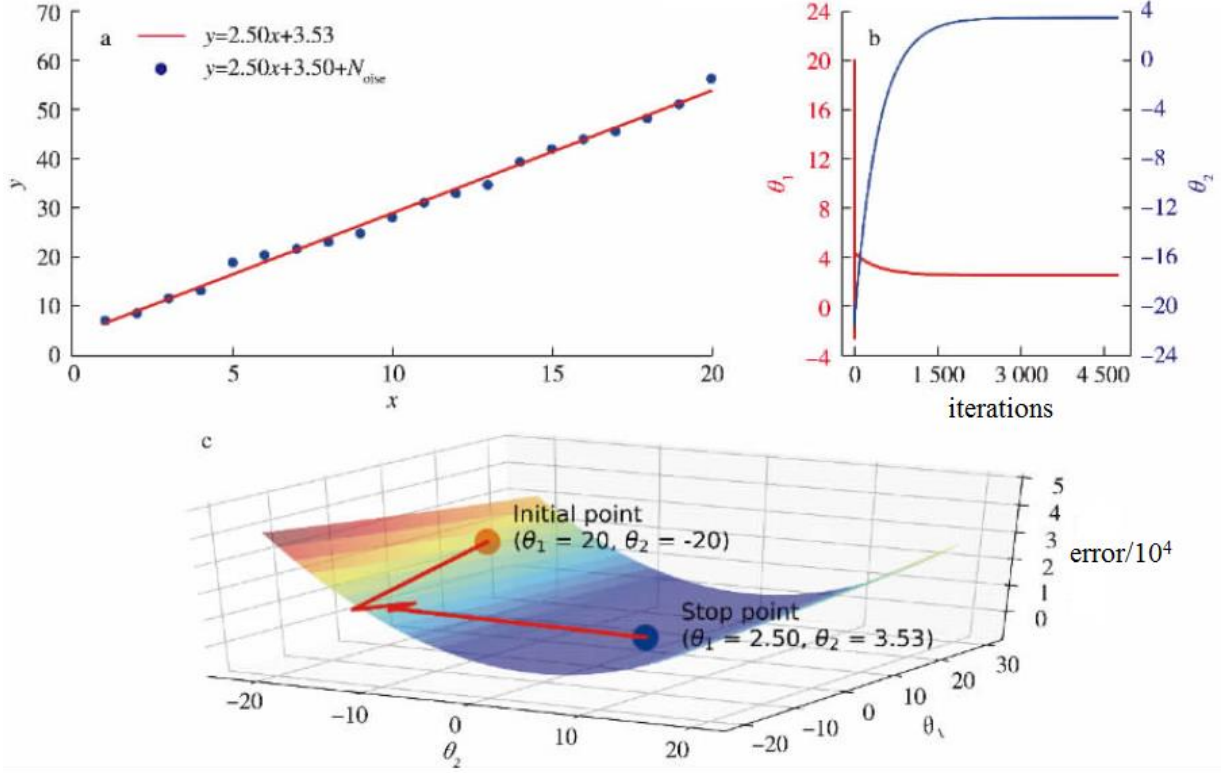 a
y=2.50x+3.53
y=2.50x+3.50+Noise
70
60
50
40
30
20
10
0
y
0 5 10 15 20
x
b
24
20
16
12
8
4
0
−4
θ1
4
0
−4
−8
−12
−16
−20
−24
θ2
0 1 500 3 000 4 500
iterations
c
Initial point
(θ1 = 20, θ2 = -20)
Stop point
(θ1 = 2.50, θ2 = 3.53)
5
4
3
2
1
0
error/10⁴
−20 −10 0 10 20
θ2
−20 −10 0 10 20 30
θ1